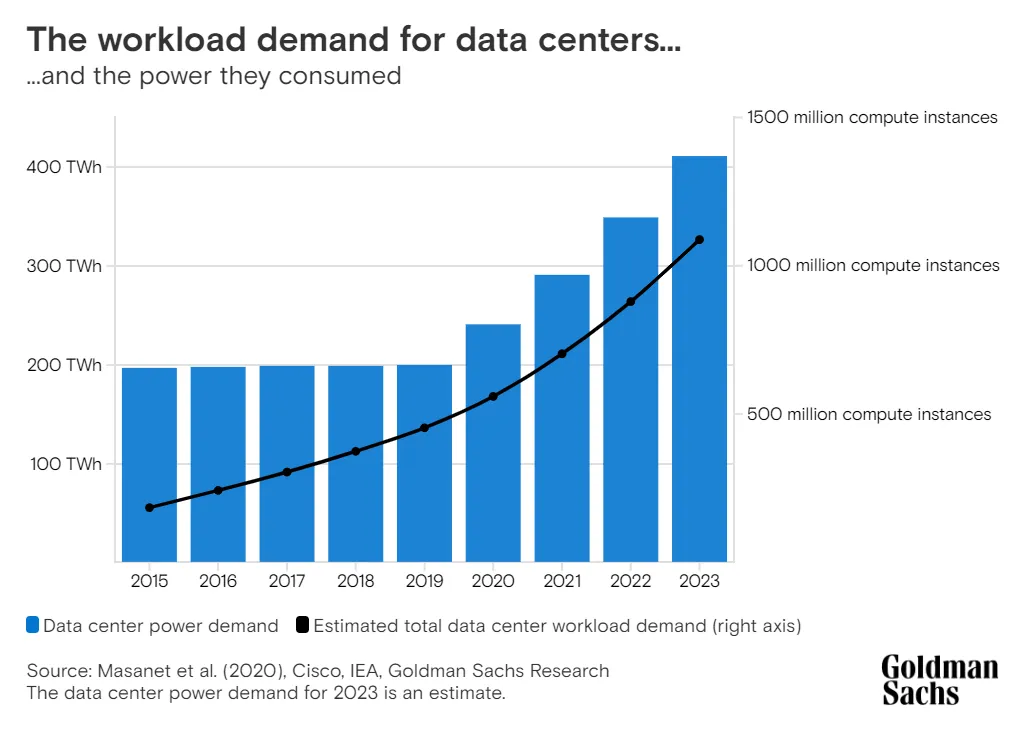 The workload demand for data centers...
...and the power they consumed
1500 million compute instances
400 TWh
300 TWh
1000 million compute instances
200 TWh
500 million compute instances
100 TWh
2015 2016 2017 2018 2019 2020 2021 2022 2023
Data center power demand Estimated total data center workload demand (right axis)
Source: Masanet et al. (2020), Cisco, IEA, Goldman Sachs Research
The data center power demand for 2023 is an estimate.
Goldman
Sachs